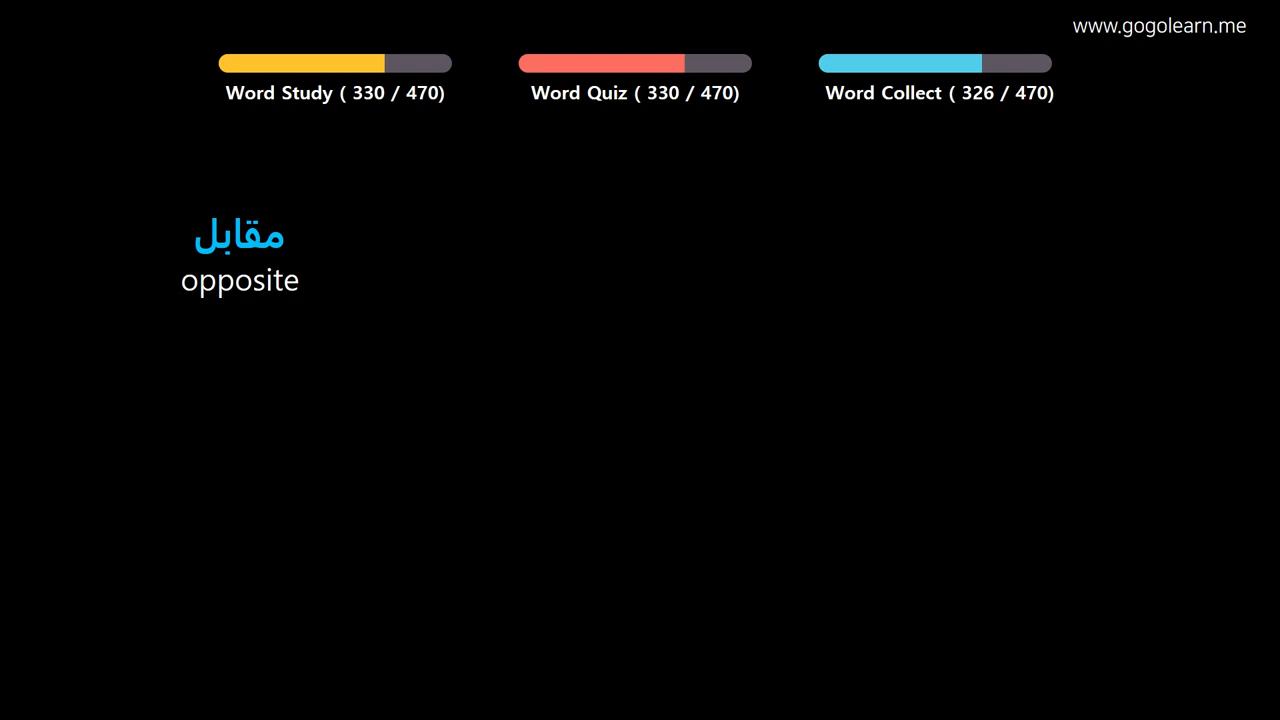 www.gogolearn.me
Word Study ( 330 / 470)
Word Quiz ( 330 / 470)
Word Collect ( 326 / 470)
مقابل
opposite